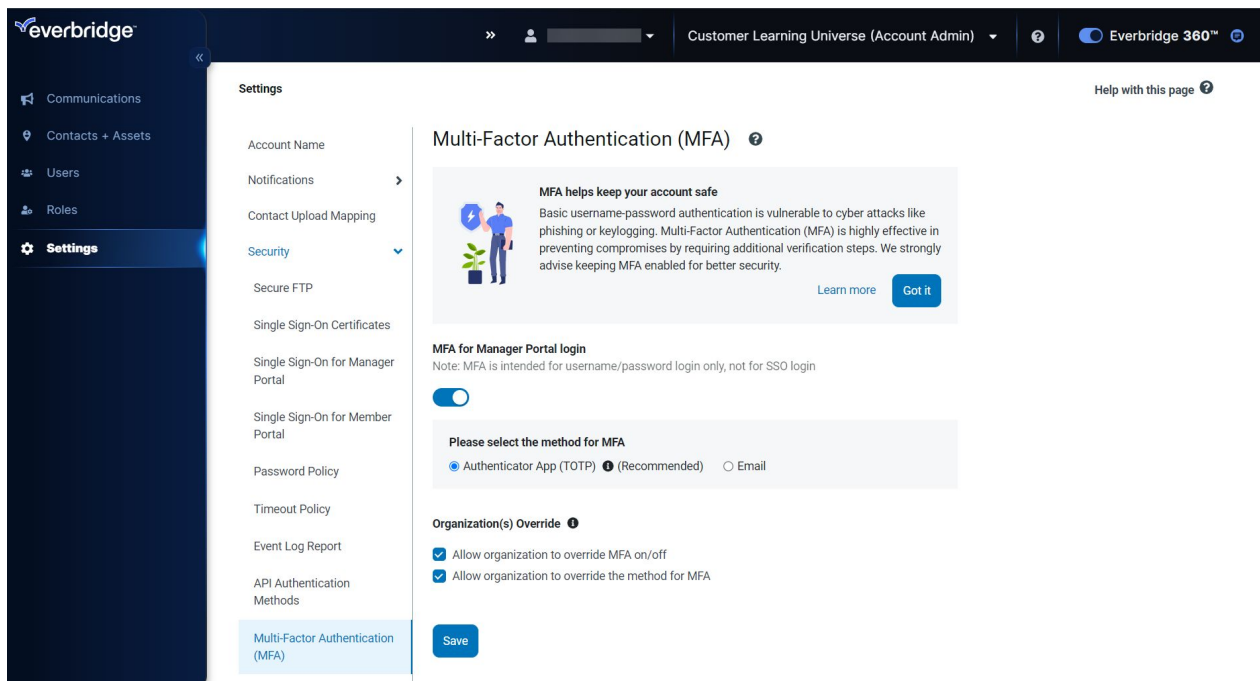 everbridge™
Customer Learning Universe (Account Admin)
Everbridge 360™
Communications
Contacts + Assets
Users
Roles
Settings
Settings
Help with this page
Account Name
Notifications
Contact Upload Mapping
Security
Secure FTP
Single Sign-On Certificates
Single Sign-On for Manager
Portal
Single Sign-On for Member
Portal
Password Policy
Timeout Policy
Event Log Report
API Authentication
Methods
Multi-Factor Authentication
(MFA)
Multi-Factor Authentication (MFA)
MFA helps keep your account safe
Basic username-password authentication is vulnerable to cyber attacks like
phishing or keylogging. Multi-Factor Authentication (MFA) is highly effective in
preventing compromises by requiring additional verification steps. We strongly
advise keeping MFA enabled for better security.
Learn more
Got it
MFA for Manager Portal login
Note: MFA is intended for username/password login only, not for SSO login
Please select the method for MFA
Authenticator App (TOTP) (Recommended) Email
Organization(s) Override
Allow organization to override MFA on/off
Allow organization to override the method for MFA
Save